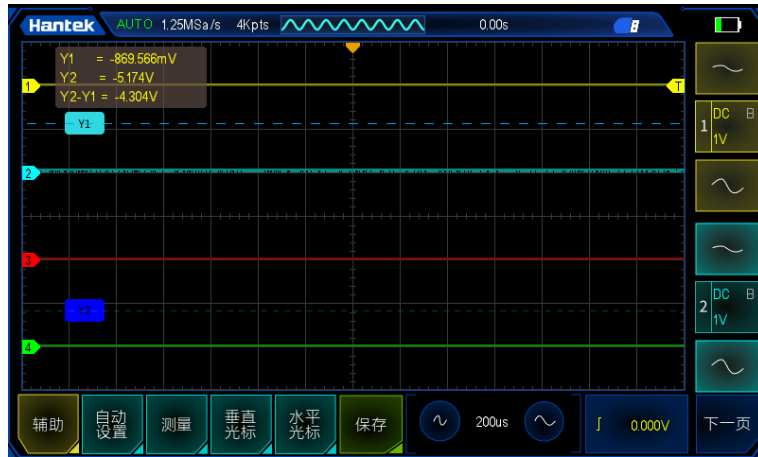 Hantek AUTO 1.25MSa/s 4Kpts 0.00s
Y1 = -869.566mV
Y2 = -5.174V
Y2-Y1 = -4.304V
1
T
Y1
2
3
Y2
4
1 DC B
1V
2 DC B
1V
辅助
自动
设置
测量
垂直
光标
水平
光标
保存
200us
0.000V
下一页